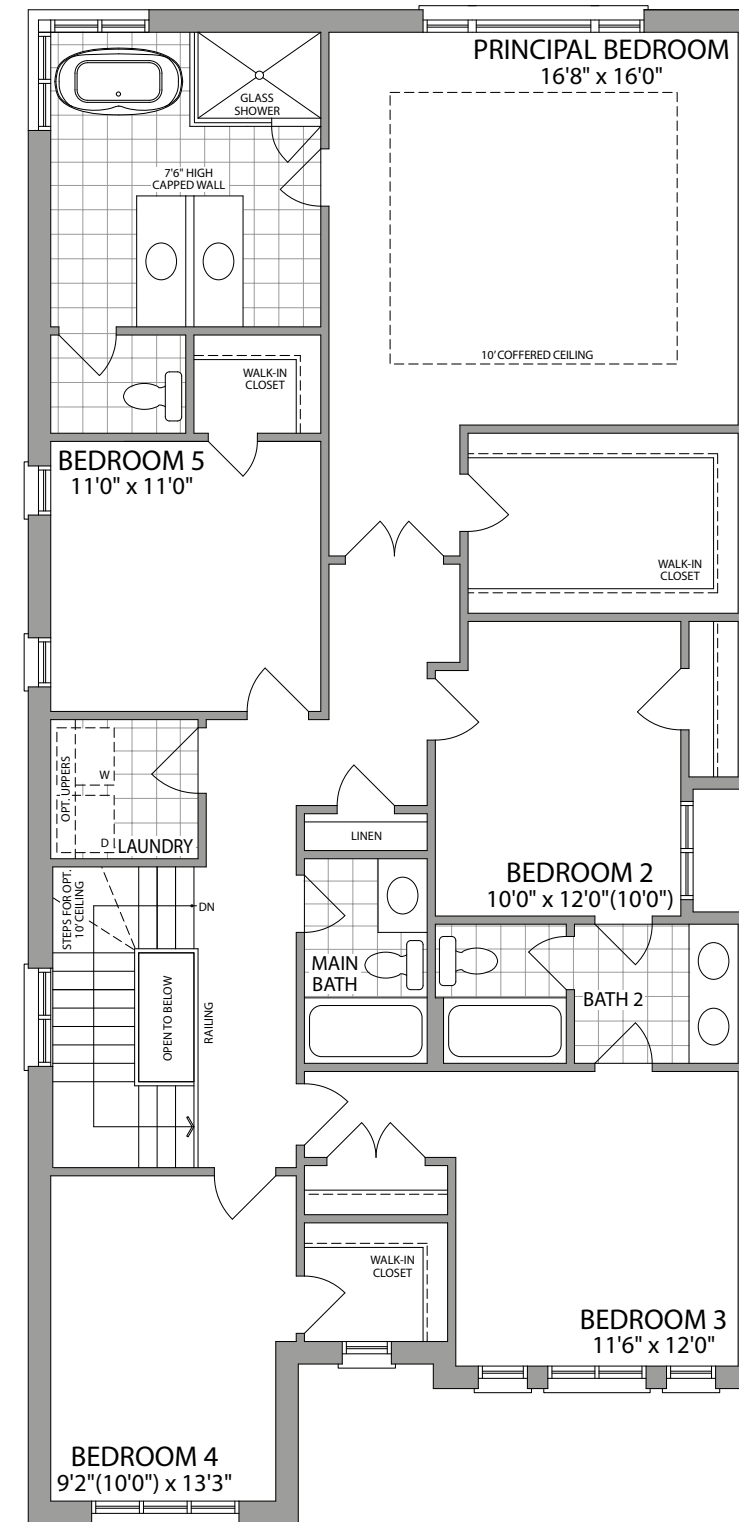 PRINCIPAL BEDROOM
16'8" x 16'0"
GLASS
SHOWER
7'6" HIGH
CAPPED WALL
10' COFFERED CEILING
WALK-IN
CLOSET
BEDROOM 5
11'0" x 11'0"
WALK-IN
CLOSET
OPT. UPPERS
W
D
LAUNDRY
LINEN
BEDROOM 2
10'0" x 12'0"(10'0")
STEPS FOR OPT.
10' CEILING
DN
OPEN TO BELOW
RAILING
MAIN
BATH
BATH 2
WALK-IN
CLOSET
BEDROOM 3
11'6" x 12'0"
BEDROOM 4
9'2"(10'0") x 13'3"